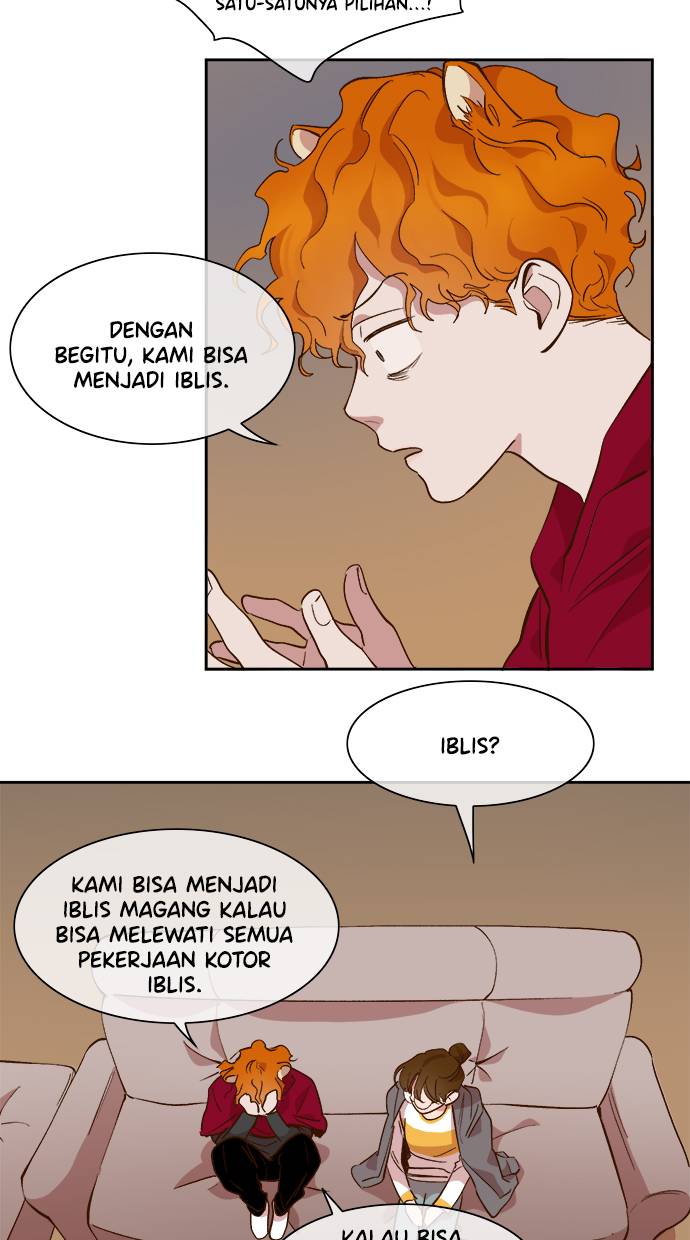 SATU-SATUNYA PILIHAN...?
DENGAN
BEGITU, KAMI BISA
MENJADI IBLIS.
IBLIS?
KAMI BISA MENJADI
IBLIS MAGANG KALAU
BISA MELEWATI SEMUA
PEKERJAAN KOTOR
IBLIS.
KALAU BISA